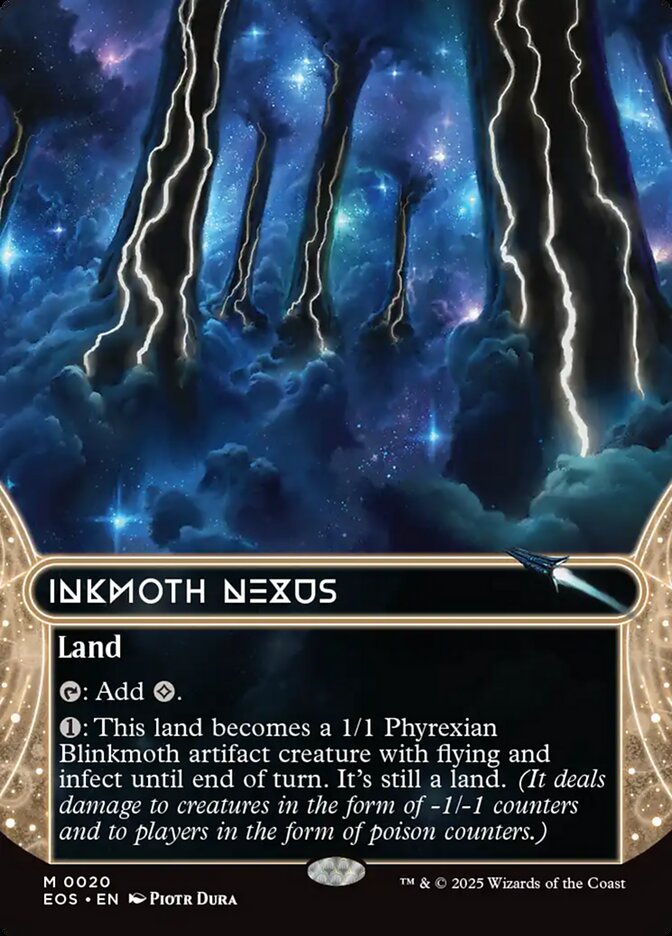 INKMOTH NEXUS
Land
: Add .
1: This land becomes a 1/1 Phyrexian
Blinkmoth artifact creature with flying and
infect until end of turn. It's still a land. (It deals
damage to creatures in the form of -1/-1 counters
and to players in the form of poison counters.)
M 0020
EOS • EN Piotr Dura
™ & © 2025 Wizards of the Coast